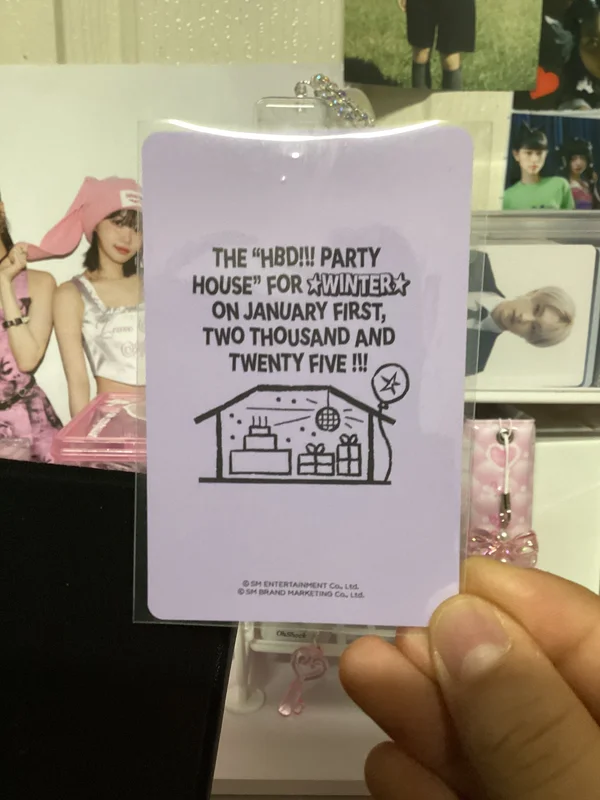 THE "HBD!!! PARTY
HOUSE" FOR ★WINTER★
ON JANUARY FIRST,
TWO THOUSAND AND
TWENTY FIVE !!!
© SM ENTERTAINMENT Co., Ltd.
© SM BRAND MARKETING Co., Ltd.